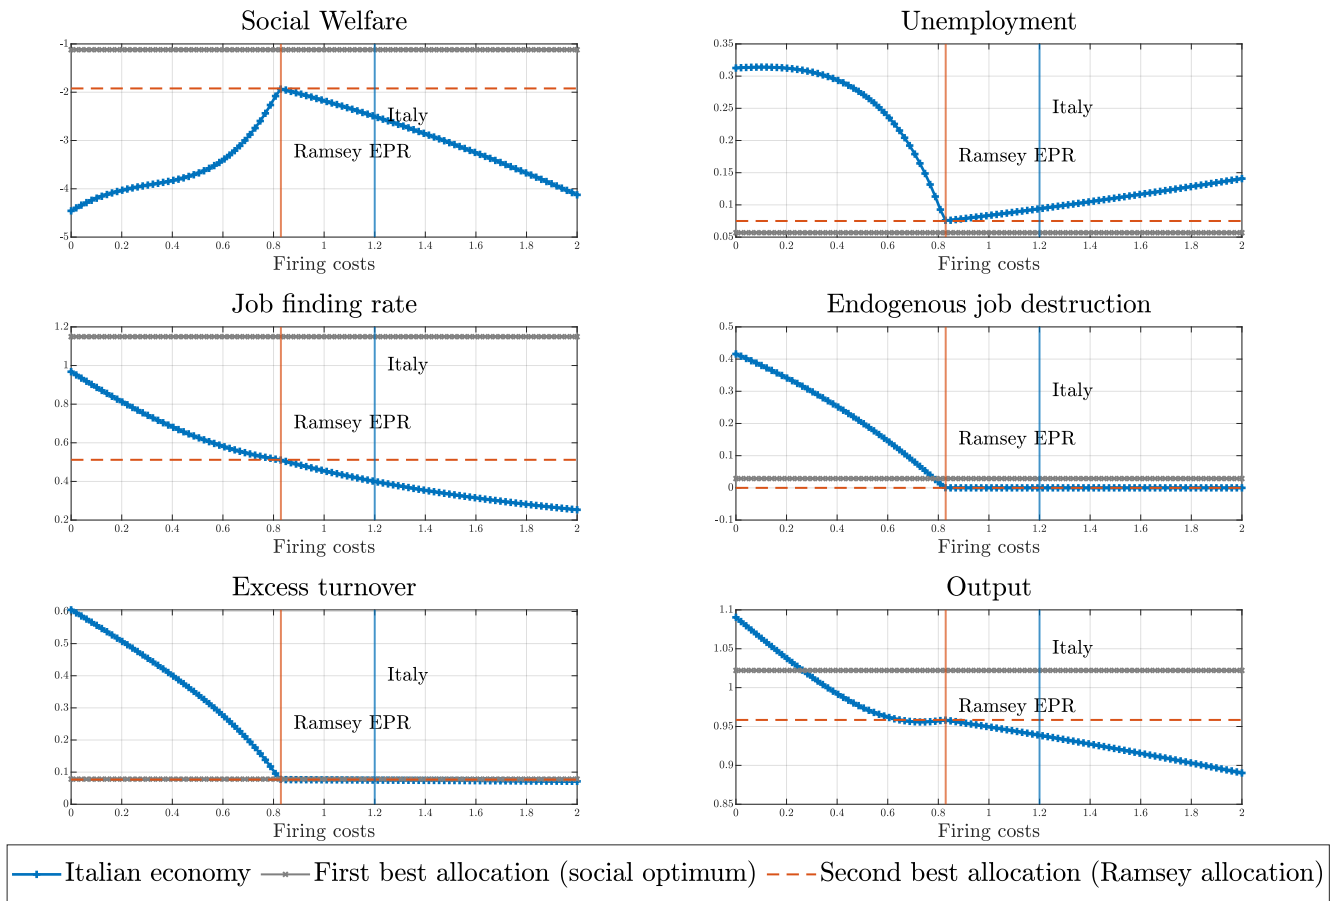 Social Welfare
-1
-2
-3
-4
-5
Italy
Ramsey EPR
0 0.2 0.4 0.6 0.8 1 1.2 1.4 1.6 1.8 2
Firing costs
Unemployment
0.35
0.3
0.25
0.2
0.15
0.1
0.05
Italy
Ramsey EPR
0 0.2 0.4 0.6 0.8 1 1.2 1.4 1.6 1.8 2
Firing costs
Job finding rate
1.2
1
0.8
0.6
0.4
0.2
Italy
Ramsey EPR
0 0.2 0.4 0.6 0.8 1 1.2 1.4 1.6 1.8 2
Firing costs
Endogenous job destruction
0.5
0.4
0.3
0.2
0.1
0
-0.1
Italy
Ramsey EPR
0 0.2 0.4 0.6 0.8 1 1.2 1.4 1.6 1.8 2
Firing costs
Excess turnover
0.6
0.5
0.4
0.3
0.2
0.1
0
Italy
Ramsey EPR
0 0.2 0.4 0.6 0.8 1 1.2 1.4 1.6 1.8 2
Firing costs
Output
1.1
1.05
1
0.95
0.9
0.85
Italy
Ramsey EPR
0 0.2 0.4 0.6 0.8 1 1.2 1.4 1.6 1.8 2
Firing costs
Italian economy First best allocation (social optimum) Second best allocation (Ramsey allocation)